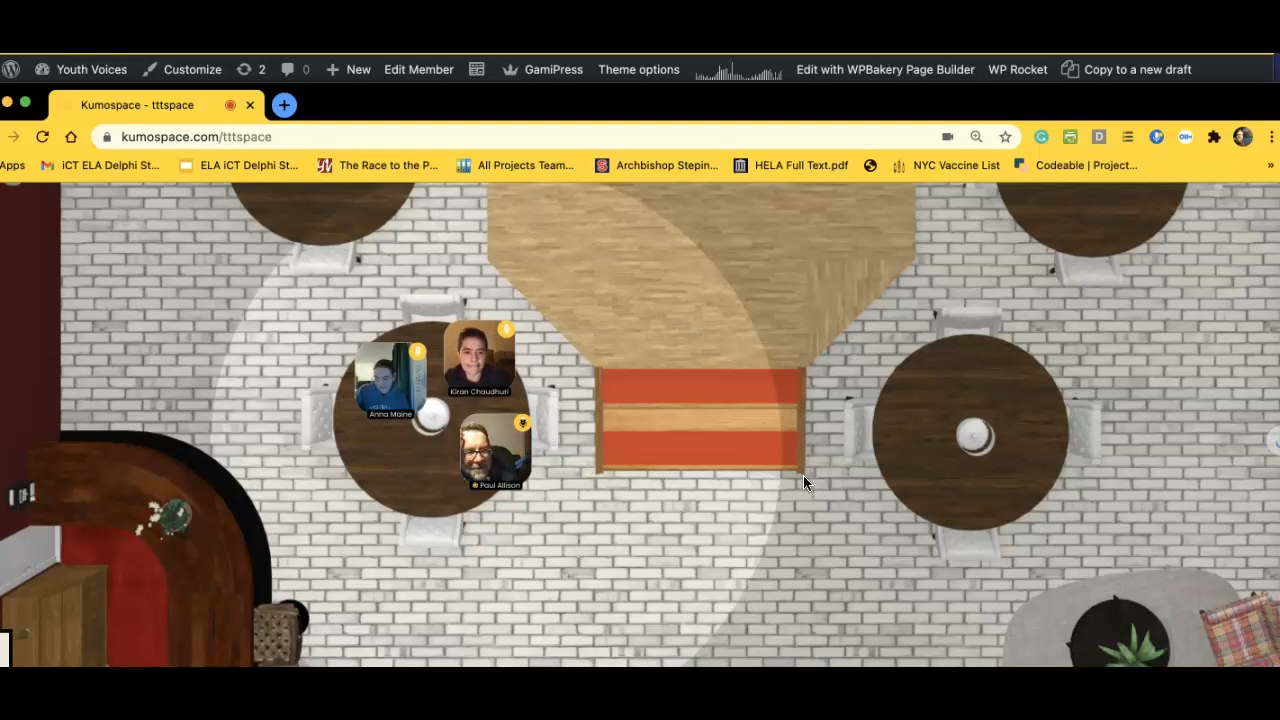 Youth Voices Customize 2 0 New Edit Member GamiPress Theme options Edit with WPBakery Page Builder WP Rocket Copy to a new draft
Kumospace - tttspace
kumospace.com/tttspace
Apps iCT ELA Delphi St... ELA iCT Delphi St... The Race to the P... All Projects Team... Archbishop Stepin... HELA Full Text.pdf NYC Vaccine List Codeable | Project... »
Kiran Chaudhuri
Anna Maine
Paul Allison